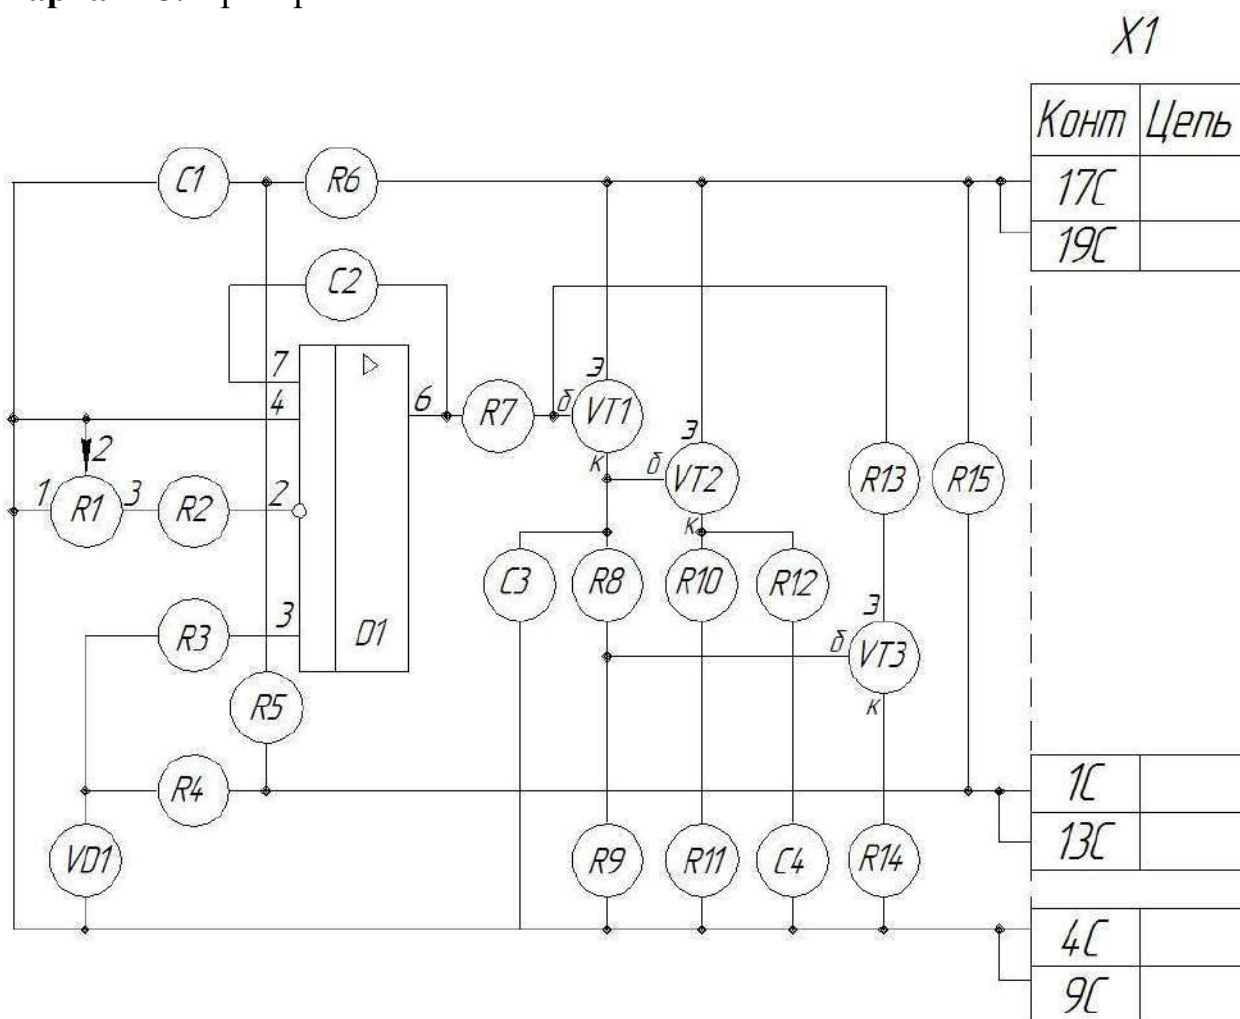 X1
Конт Цепь
C1 R6 17С
19С
C2
7
4 6 R7 б VT1 э
2 к б VT2 э R13 R15
1 R1 3 R2 2 к
C3 R8 R10 R12
R3 3 D1 э
б VT3
R5 к
R4 1С
VD1 R9 R11 C4 R14 13С
4С
9С